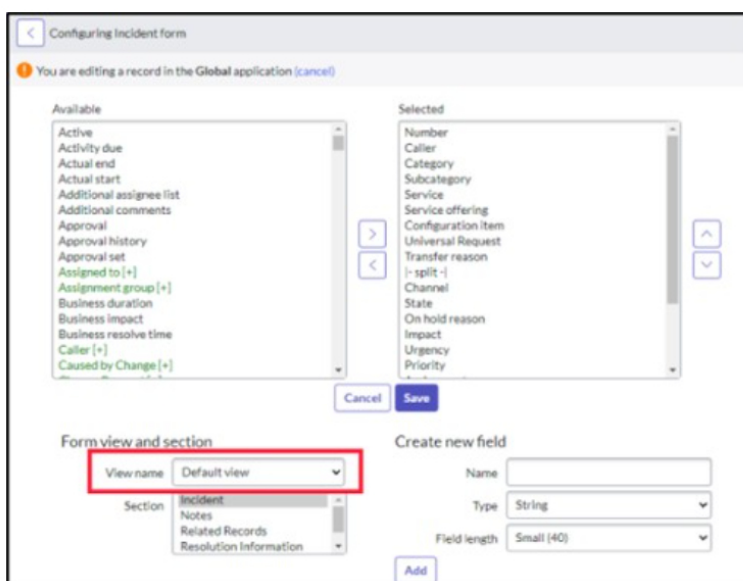 Configuring Incident form
You are editing a record in the Global application (cancel)
Available
Active
Activity due
Actual end
Actual start
Additional assignee list
Additional comments
Approval
Approval history
Approval set
Assigned to [+]
Assignment group [+]
Business duration
Business impact
Business resolve time
Caller [+]
Caused by Change [+]
Selected
Number
Caller
Category
Subcategory
Service
Service offering
Configuration item
Universal Request
Transfer reason
|- split -|
Channel
State
On hold reason
Impact
Urgency
Priority
Cancel
Save
Form view and section
View name
Default view
Section
Incident
Notes
Related Records
Resolution Information
Create new field
Name
Type
String
Field length
Small (40)
Add